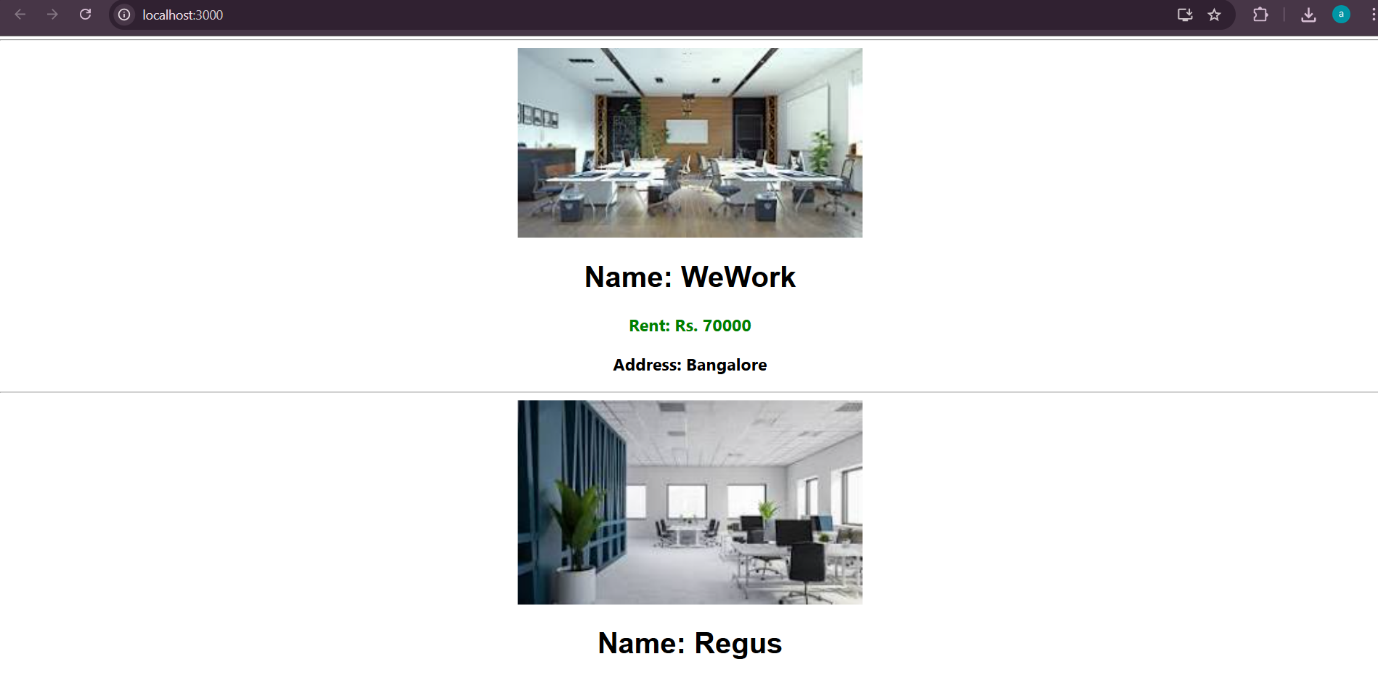 localhost:3000
a
Name: WeWork
Rent: Rs. 70000
Address: Bangalore
Name: Regus